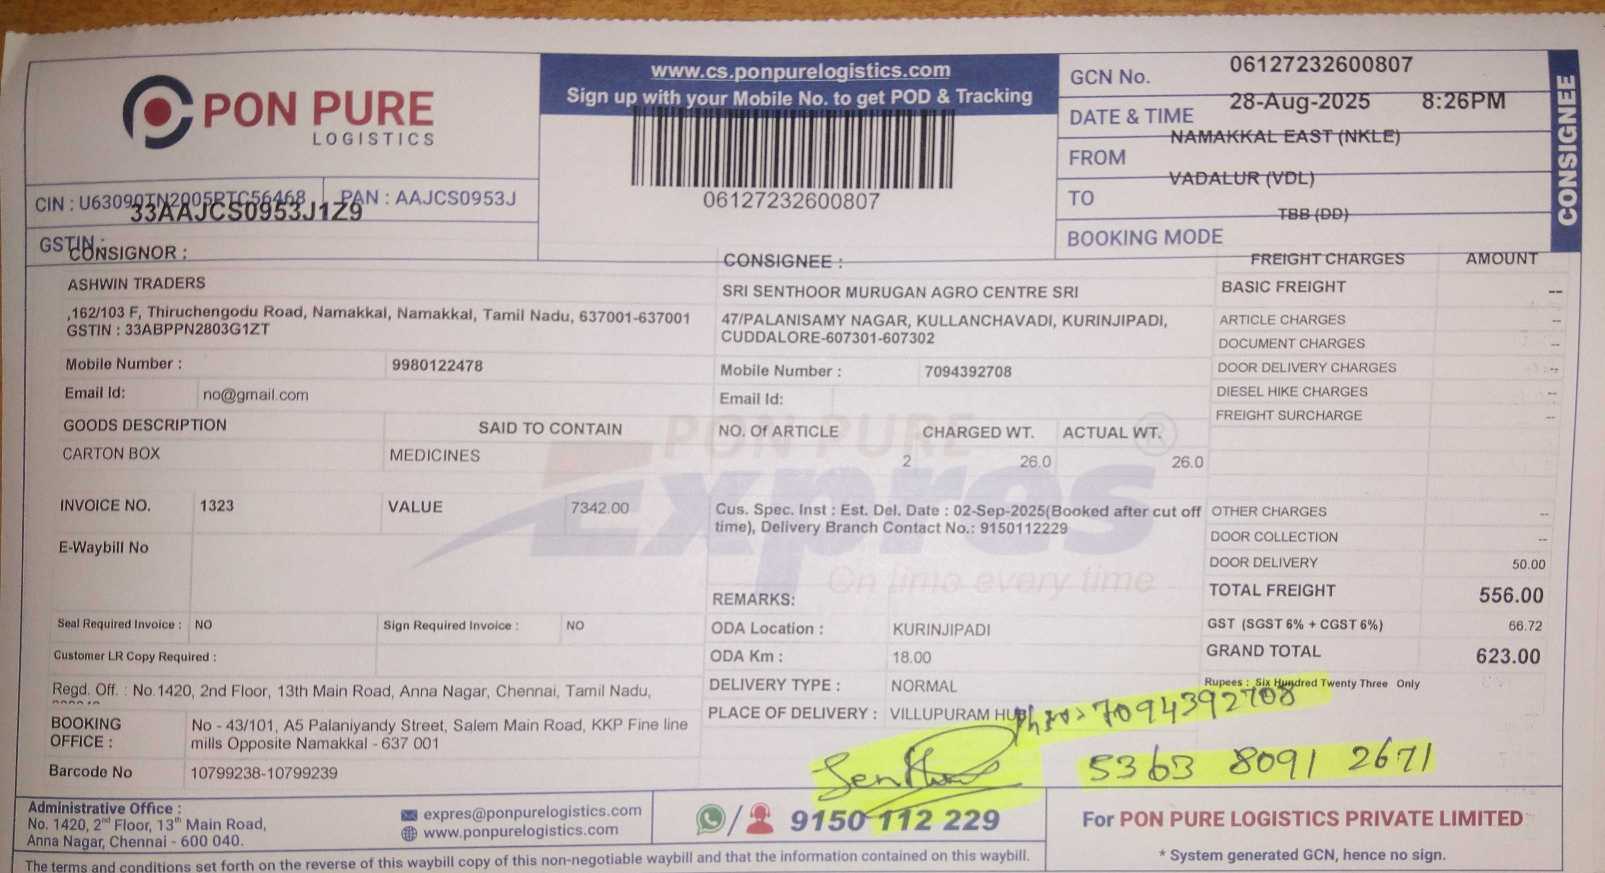 PON PURE
LOGISTICS
www.cs.ponpurelogistics.com
Sign up with your Mobile No. to get POD & Tracking
06127232600807
GCN No. 06127232600807
DATE & TIME 28-Aug-2025 8:26PM
FROM NAMAKKAL EAST (NKLE)
TO VADALUR (VDL)
BOOKING MODE TBB (DD)
CONSIGNEE
CIN : U63090TN2005PTC56468 PAN : AAJCS0953J
GSTIN : 33AAJCS0953J1Z9
CONSIGNOR :
ASHWIN TRADERS
,162/103 F, Thiruchengodu Road, Namakkal, Namakkal, Tamil Nadu, 637001-637001
GSTIN : 33ABPPN2803G1ZT
Mobile Number : 9980122478
Email Id: no@gmail.com
CONSIGNEE :
SRI SENTHOOR MURUGAN AGRO CENTRE SRI
47/PALANISAMY NAGAR, KULLANCHAVADI, KURINJIPADI,
CUDDALORE-607301-607302
Mobile Number : 7094392708
Email Id:
FREIGHT CHARGES AMOUNT
BASIC FREIGHT --
ARTICLE CHARGES --
DOCUMENT CHARGES --
DOOR DELIVERY CHARGES --
DIESEL HIKE CHARGES --
FREIGHT SURCHARGE --
GOODS DESCRIPTION SAID TO CONTAIN NO. Of ARTICLE CHARGED WT. ACTUAL WT.
CARTON BOX MEDICINES 2 26.0 26.0
PON PURE
Expres
On time every time
INVOICE NO. 1323 VALUE 7342.00
E-Waybill No
Cus. Spec. Inst : Est. Del. Date : 02-Sep-2025(Booked after cut off
time), Delivery Branch Contact No.: 9150112229
OTHER CHARGES --
DOOR COLLECTION --
DOOR DELIVERY 50.00
TOTAL FREIGHT 556.00
GST (SGST 6% + CGST 6%) 66.72
GRAND TOTAL 623.00
Rupees : Six Hundred Twenty Three Only
REMARKS:
Seal Required Invoice : NO Sign Required Invoice : NO
Customer LR Copy Required :
ODA Location : KURINJIPADI
ODA Km : 18.00
DELIVERY TYPE : NORMAL
PLACE OF DELIVERY : VILLUPURAM HUB
Regd. Off. : No.1420, 2nd Floor, 13th Main Road, Anna Nagar, Chennai, Tamil Nadu,
BOOKING OFFICE : No - 43/101, A5 Palaniyandy Street, Salem Main Road, KKP Fine line
mills Opposite Namakkal - 637 001
Barcode No 10799238-10799239
7094392708
5363 8091 2671
Administrative Office :
No. 1420, 2nd Floor, 13th Main Road,
Anna Nagar, Chennai - 600 040.
expres@ponpurelogistics.com
www.ponpurelogistics.com
9150 112 229
For PON PURE LOGISTICS PRIVATE LIMITED
* System generated GCN, hence no sign.
The terms and conditions set forth on the reverse of this waybill copy of this non-negotiable waybill and that the information contained on this waybill.